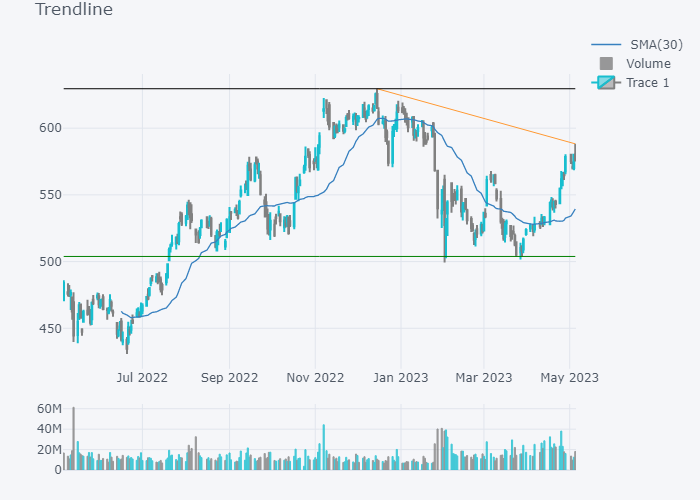 Trendline
SMA(30)
Volume
Trace 1
600
550
500
450
Jul 2022
Sep 2022
Nov 2022
Jan 2023
Mar 2023
May 2023
60M
40M
20M
0